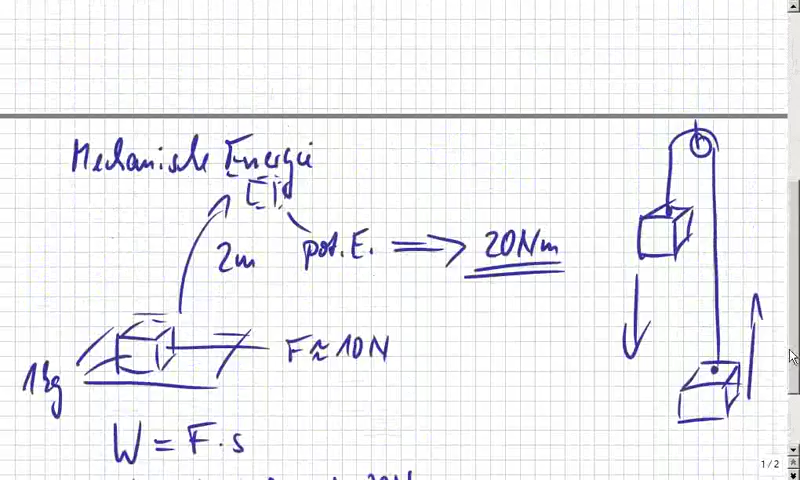 Mechanische Energie
2m
pot. E. ⇒ 20Nm
1kg
F ≈ 10N
W = F · s
1/2